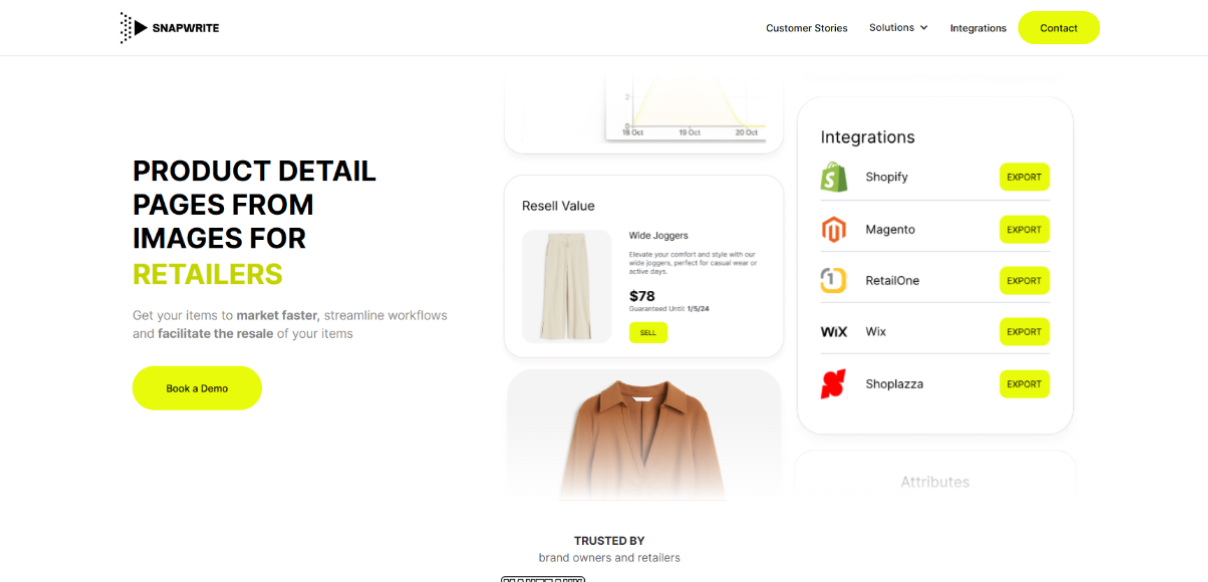 SNAPWRITE
Customer Stories
Solutions
Integrations
Contact
PRODUCT DETAIL
PAGES FROM
IMAGES FOR
RETAILERS
Get your items to market faster, streamline workflows
and facilitate the resale of your items
Book a Demo
2
0
18 Oct
19 Oct
20 Oct
Resell Value
Wide Joggers
Elevate your comfort and style with our
wide joggers, perfect for casual wear or
active days.
$78
Guaranteed Until: 1/5/24
SELL
Integrations
Shopify
EXPORT
Magento
EXPORT
1
RetailOne
EXPORT
WiX
Wix
EXPORT
Shoplazza
EXPORT
Attributes
TRUSTED BY
brand owners and retailers